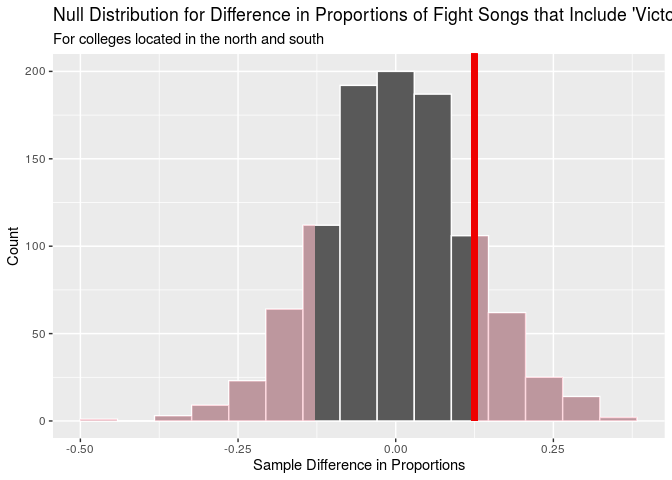 Null Distribution for Difference in Proportions of Fight Songs that Include 'Victo
For colleges located in the north and south
200
150
100
50
0
Count
-0.50 -0.25 0.00 0.25
Sample Difference in Proportions